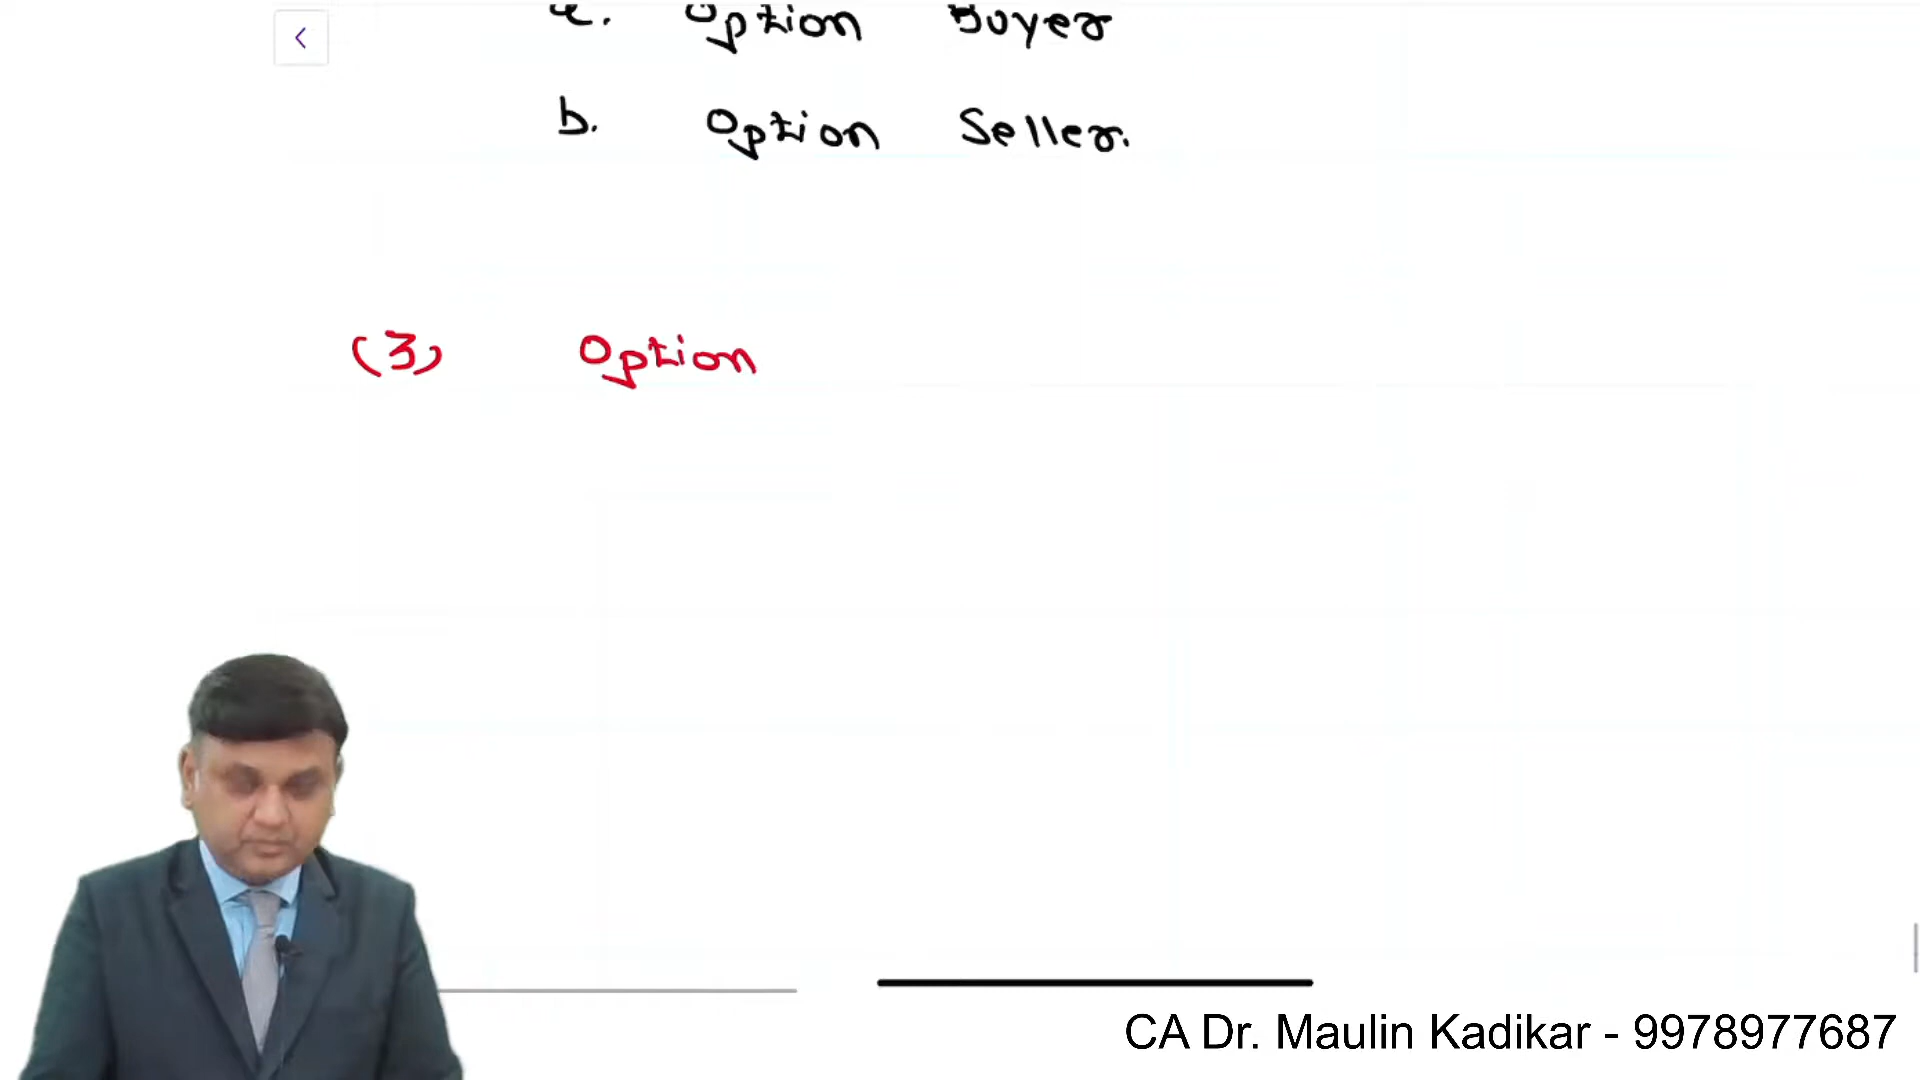 a. Option Buyer
b. Option Seller.
(3) Option
CA Dr. Maulin Kadikar - 9978977687